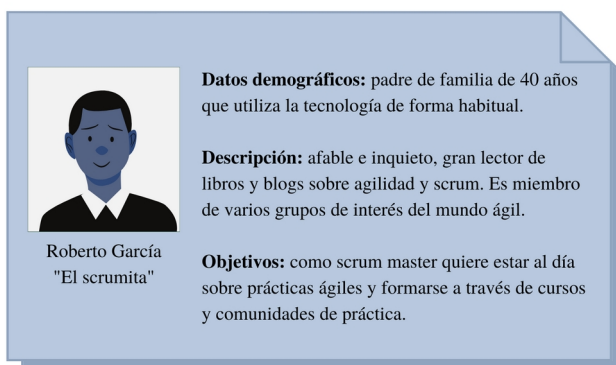 Roberto García
"El scrumita"
Datos demográficos: padre de familia de 40 años
que utiliza la tecnología de forma habitual.
Descripción: afable e inquieto, gran lector de
libros y blogs sobre agilidad y scrum. Es miembro
de varios grupos de interés del mundo ágil.
Objetivos: como scrum master quiere estar al día
sobre prácticas ágiles y formarse a través de cursos
y comunidades de práctica.